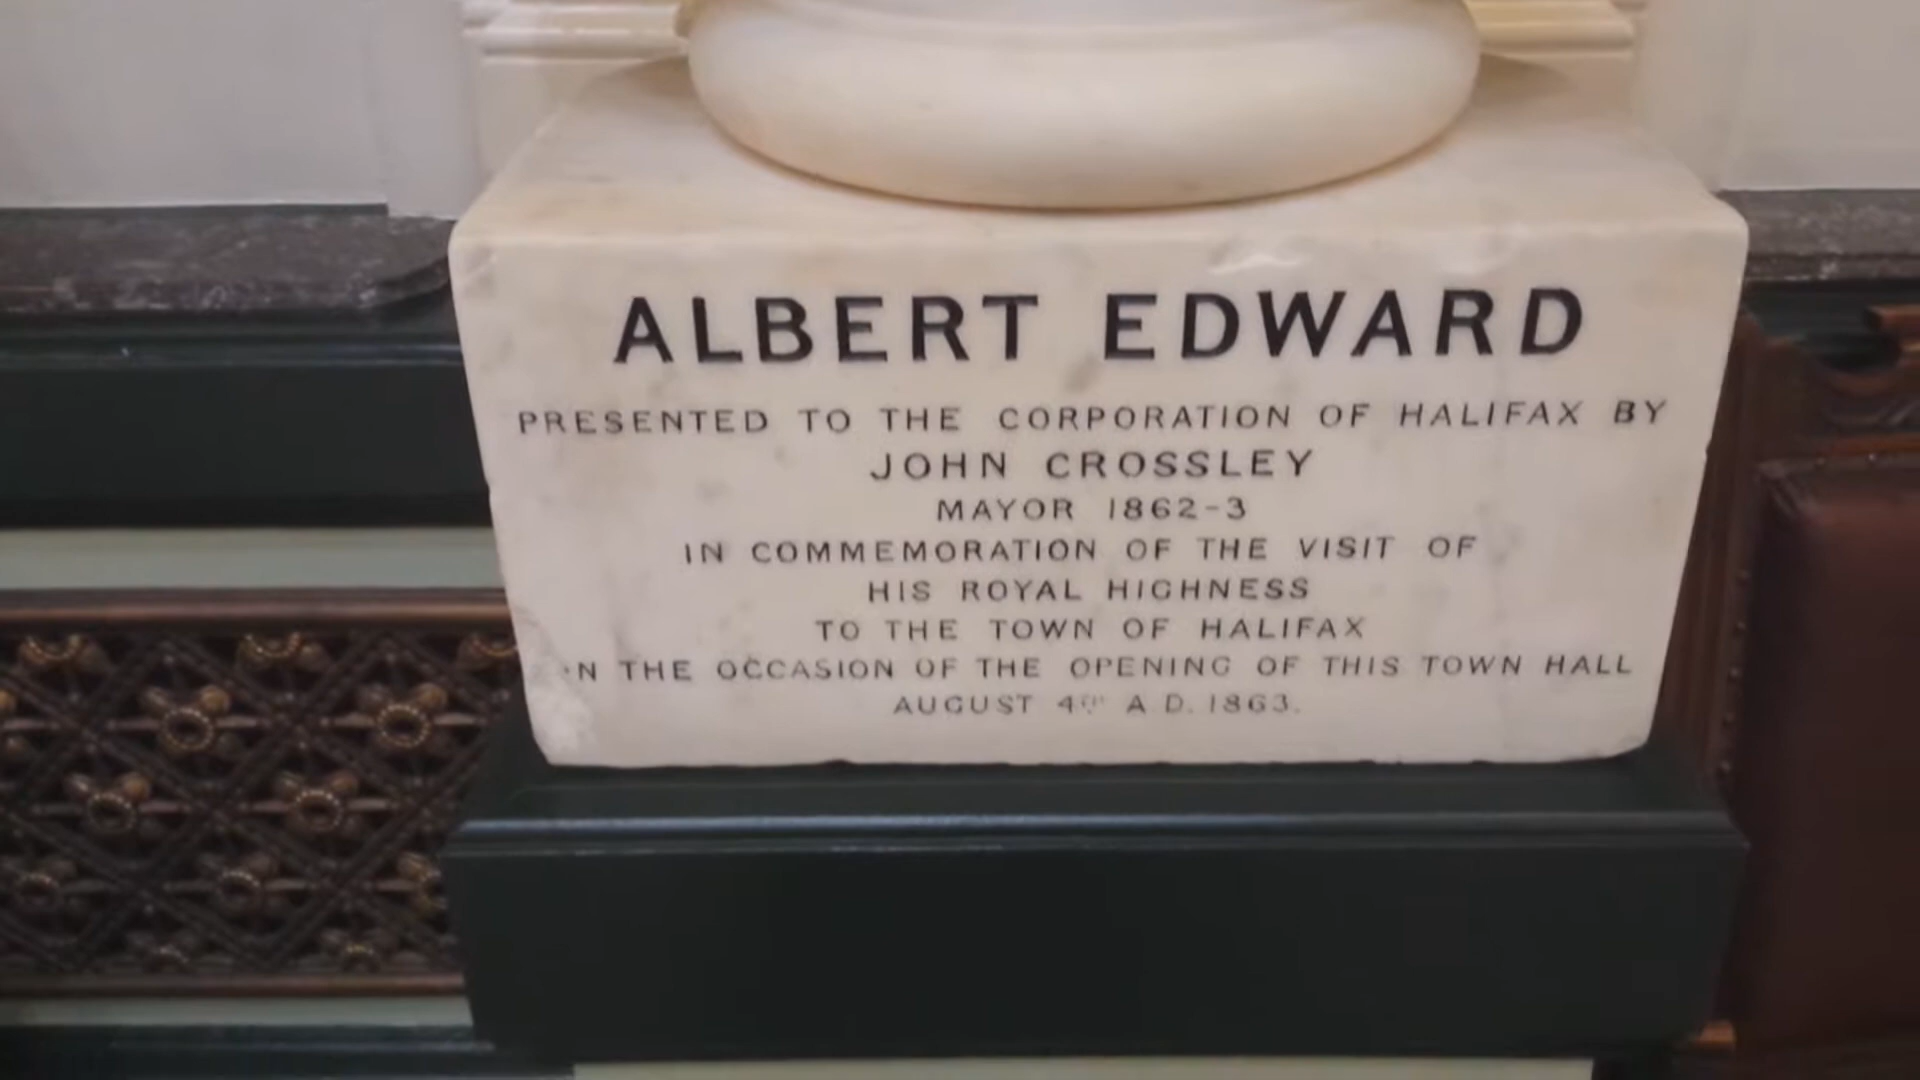 ALBERT EDWARD
PRESENTED TO THE CORPORATION OF HALIFAX BY
JOHN CROSSLEY
MAYOR 1862-3
IN COMMEMORATION OF THE VISIT OF
HIS ROYAL HIGHNESS
TO THE TOWN OF HALIFAX
THE OCCASION OF THE OPENING OF THIS TOWN HALL
AUGUST A.D. 1863.